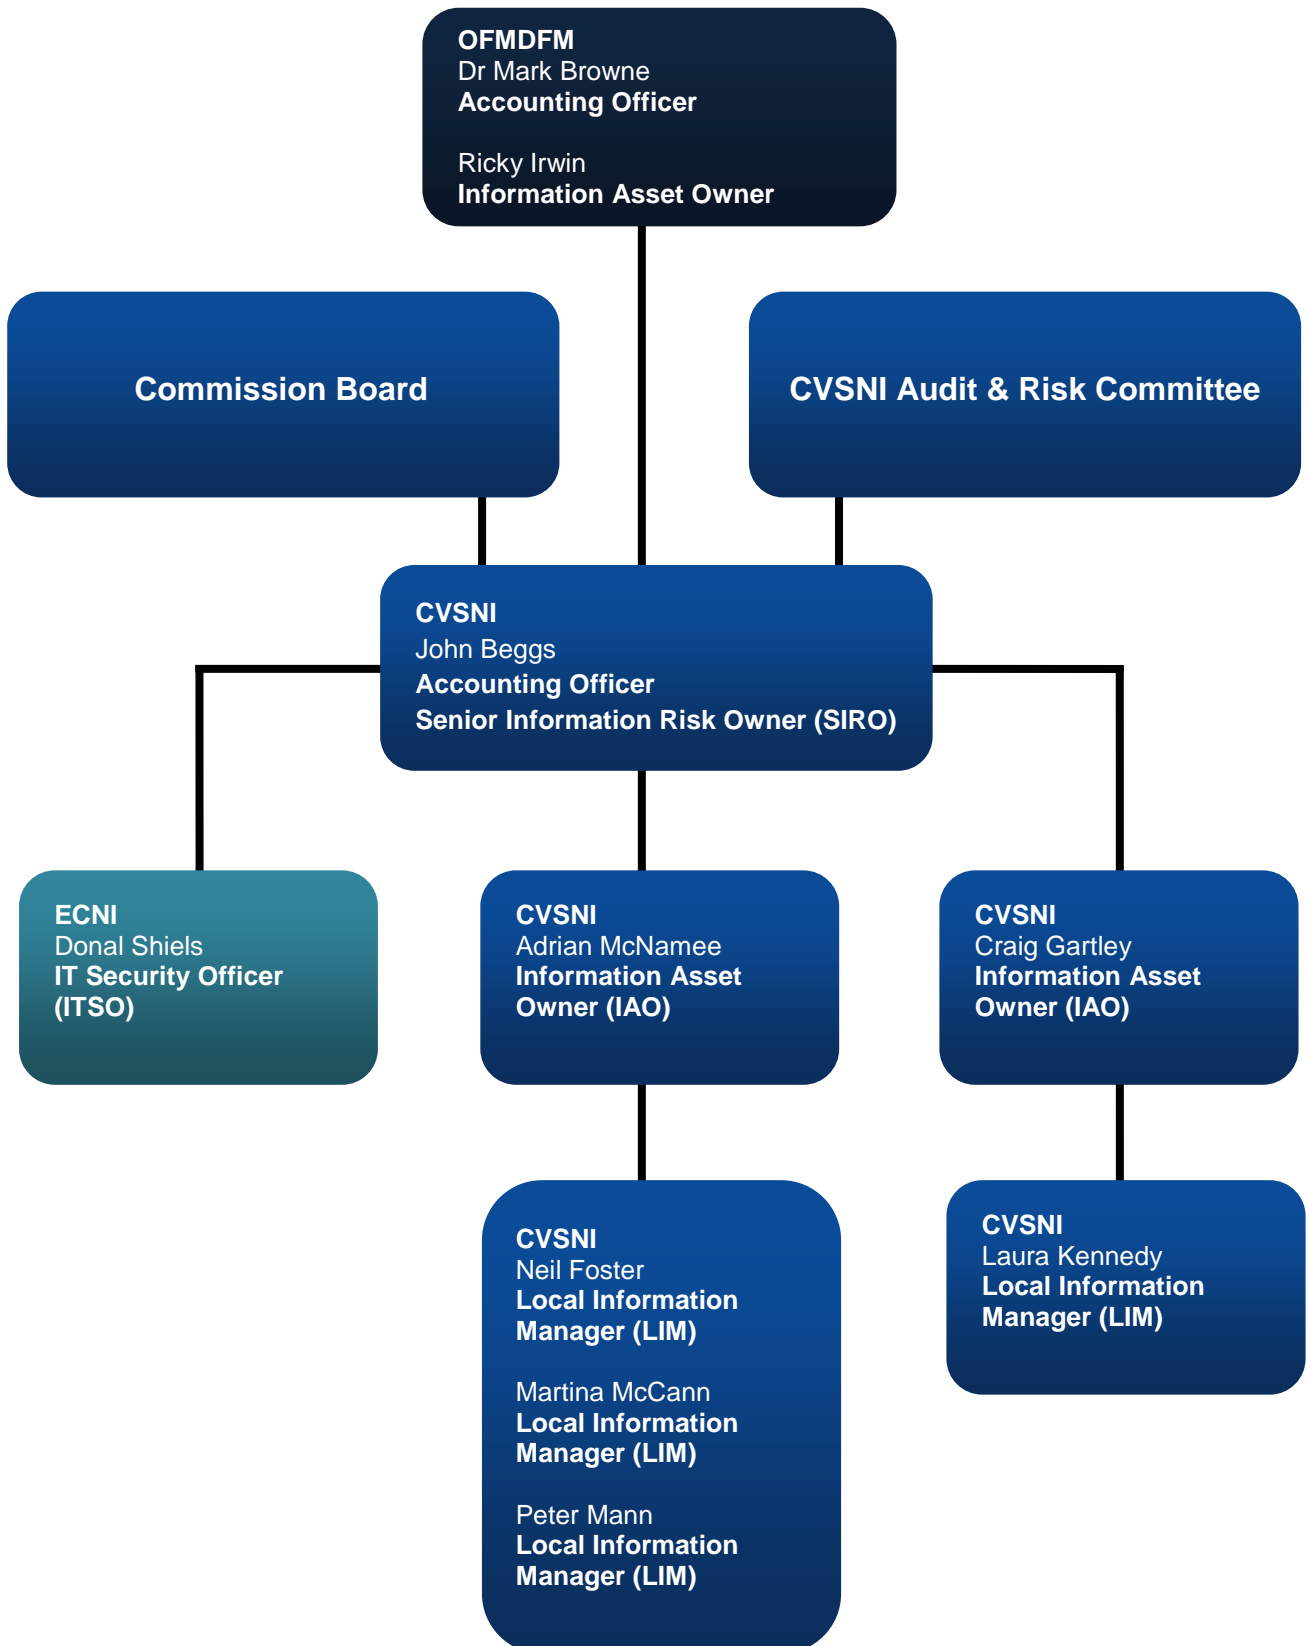 OFMDFM
Dr Mark Browne
Accounting Officer
Ricky Irwin
Information Asset Owner
Commission Board
CVSNI Audit & Risk Committee
CVSNI
John Beggs
Accounting Officer
Senior Information Risk Owner (SIRO)
ECNI
Donal Shiels
IT Security Officer
(ITSO)
CVSNI
Adrian McNamee
Information Asset
Owner (IAO)
CVSNI
Craig Gartley
Information Asset
Owner (IAO)
CVSNI
Neil Foster
Local Information
Manager (LIM)
Martina McCann
Local Information
Manager (LIM)
Peter Mann
Local Information
Manager (LIM)
CVSNI
Laura Kennedy
Local Information
Manager (LIM)